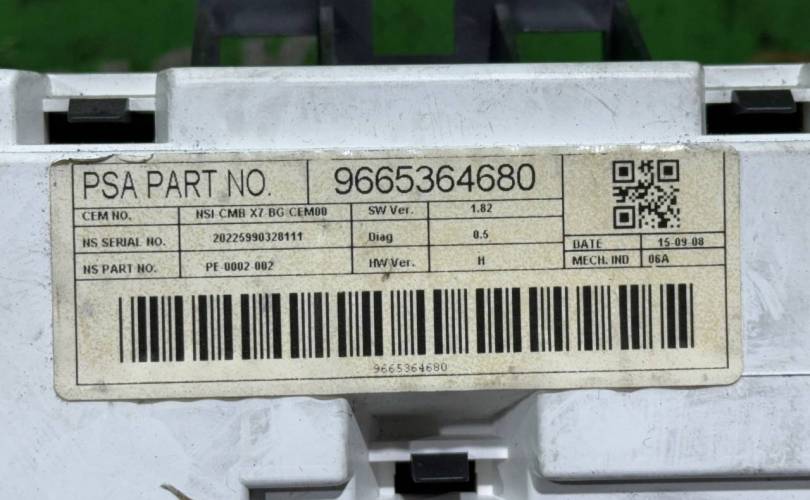 PSA PART NO. 9665364680
CEM NO. NSI-CMB-X7-BG-CEM00 SW Ver. 1.82
NS SERIAL NO. 20225990328111 Diag 0.5
DATE 15-09-08
NS PART NO. PE-0002-002 HW Ver. H
MECH. IND 06A
9665364680